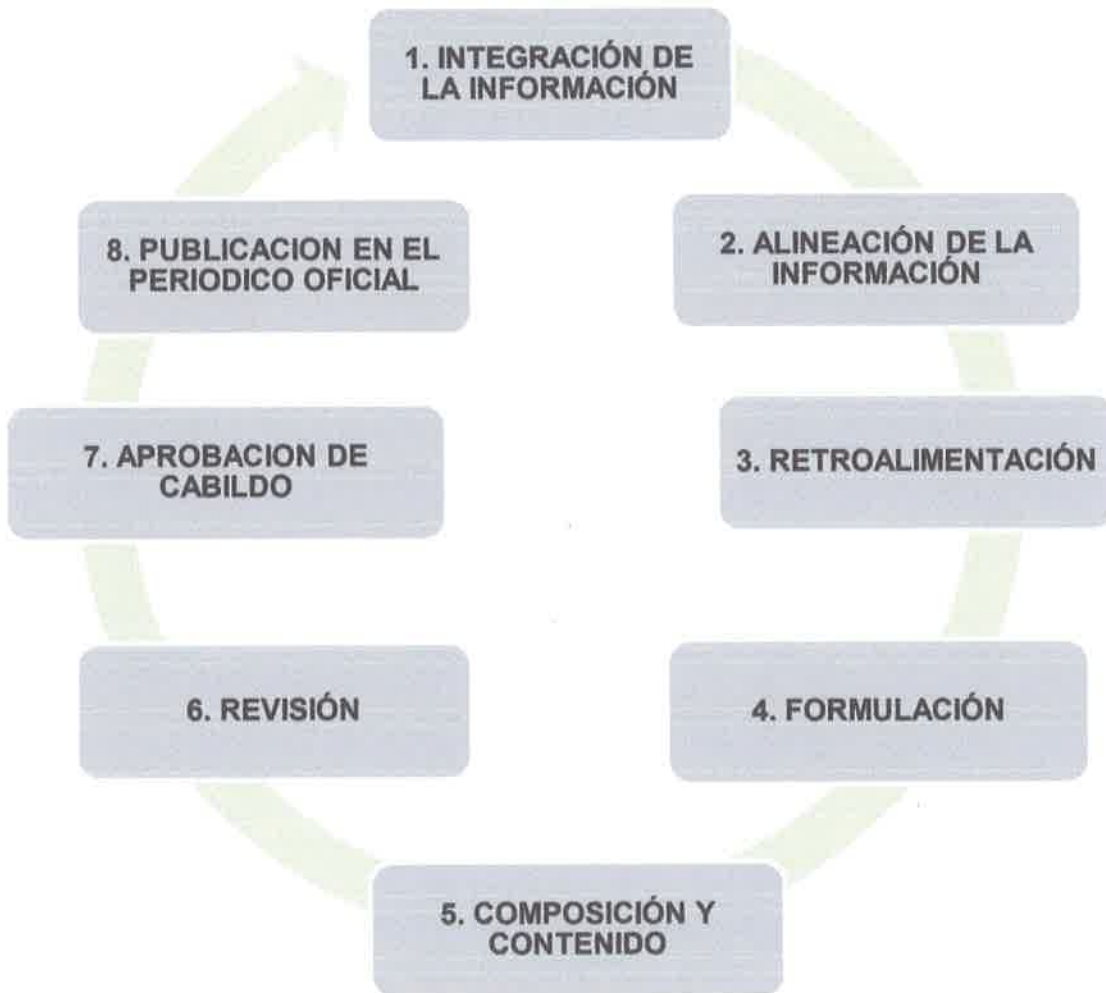 1. INTEGRACIÓN DE
LA INFORMACIÓN
2. ALINEACIÓN DE LA
INFORMACIÓN
3. RETROALIMENTACIÓN
4. FORMULACIÓN
5. COMPOSICIÓN Y
CONTENIDO
6. REVISIÓN
7. APROBACION DE
CABILDO
8. PUBLICACION EN EL
PERIODICO OFICIAL